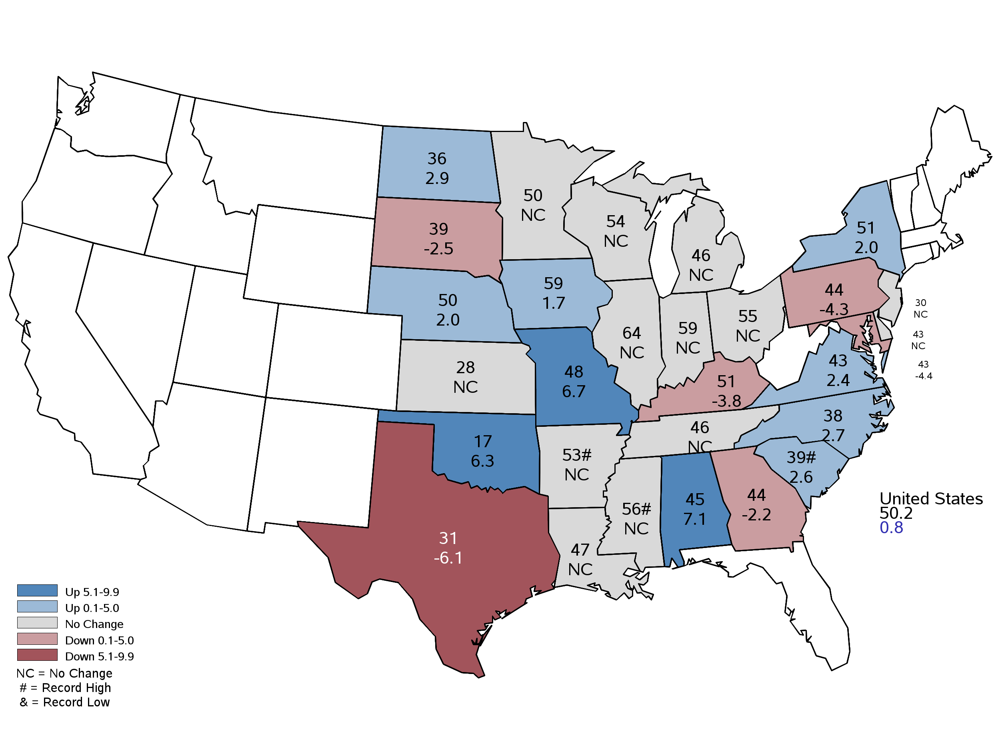 36
2.9
50
NC
39
-2.5
54
NC
46
NC
51
2.0
50
2.0
59
1.7
44
-4.3
30
NC
64
NC
59
NC
55
NC
43
NC
28
NC
48
6.7
51
-3.8
43
2.4
43
-4.4
17
6.3
53#
NC
46
NC
38
2.7
39#
2.6
31
-6.1
47
NC
56#
NC
45
7.1
44
-2.2
United States
50.2
0.8
Up 5.1-9.9
Up 0.1-5.0
No Change
Down 0.1-5.0
Down 5.1-9.9
NC = No Change
# = Record High
& = Record Low